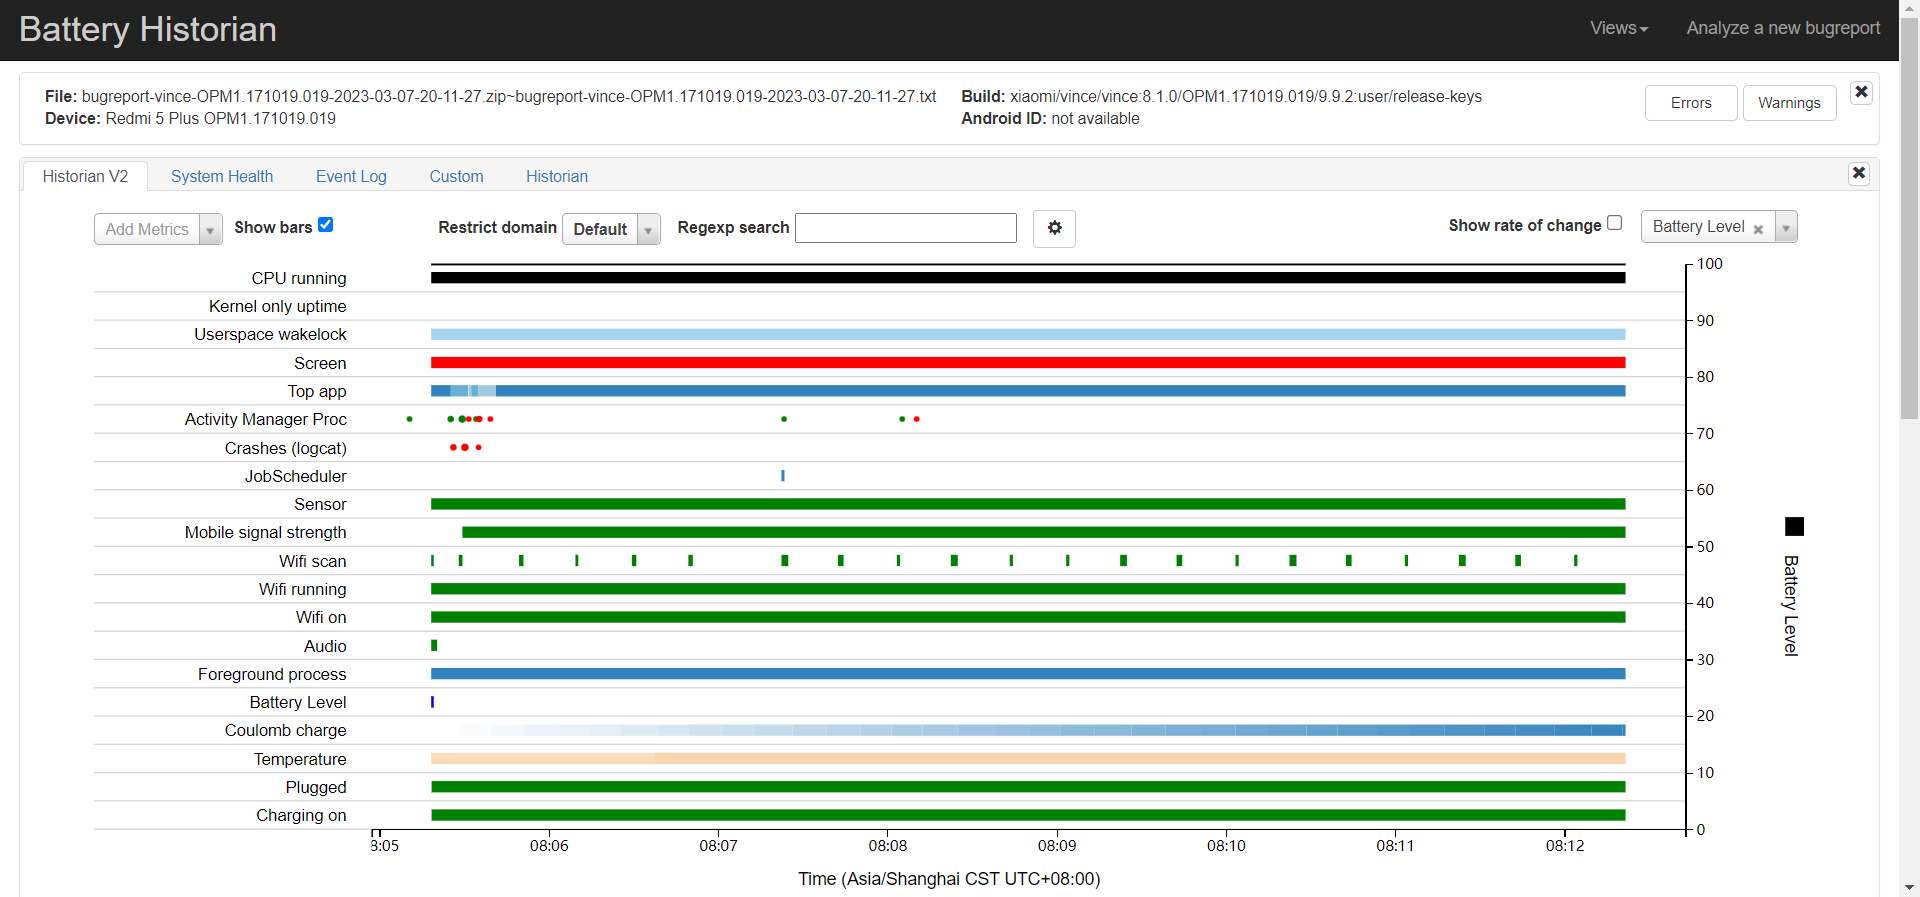 Battery Historian
Views
Analyze a new bugreport
File: bugreport-vince-OPM1.171019.019-2023-03-07-20-11-27.zip~bugreport-vince-OPM1.171019.019-2023-03-07-20-11-27.txt
Device: Redmi 5 Plus OPM1.171019.019
Build: xiaomi/vince/vince:8.1.0/OPM1.171019.019/9.9.2:user/release-keys
Android ID: not available
Errors
Warnings
Historian V2
System Health
Event Log
Custom
Historian
Add Metrics
Show bars
Restrict domain
Default
Regexp search
Show rate of change
Battery Level
CPU running
Kernel only uptime
Userspace wakelock
Screen
Top app
Activity Manager Proc
Crashes (logcat)
JobScheduler
Sensor
Mobile signal strength
Wifi scan
Wifi running
Wifi on
Audio
Foreground process
Battery Level
Coulomb charge
Temperature
Plugged
Charging on
100
90
80
70
60
50
40
30
20
10
0
Battery Level
8:05
08:06
08:07
08:08
08:09
08:10
08:11
08:12
Time (Asia/Shanghai CST UTC+08:00)